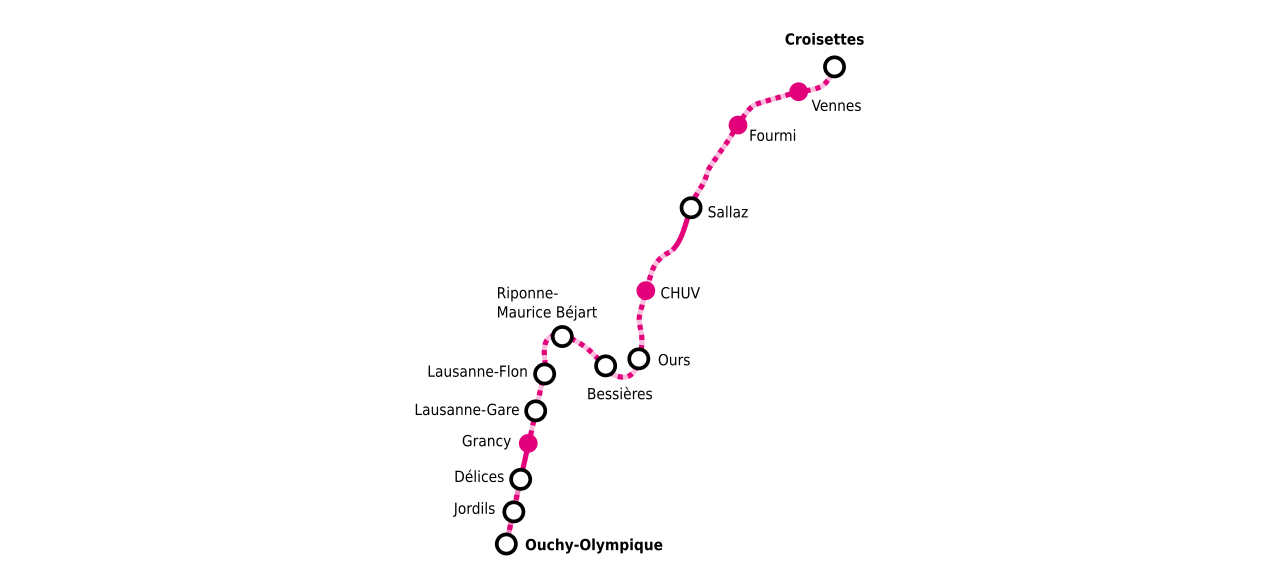 Croisettes
Vennes
Fourmi
Sallaz
CHUV
Riponne-
Maurice Béjart
Ours
Lausanne-Flon
Bessières
Lausanne-Gare
Grancy
Délices
Jordils
Ouchy-Olympique